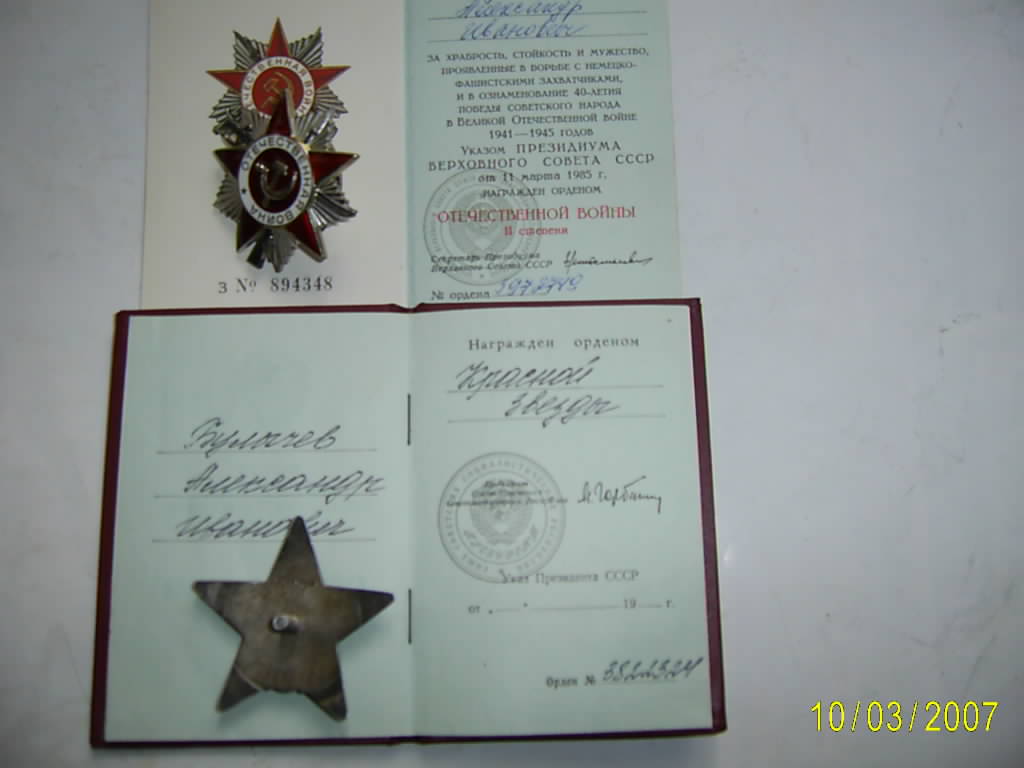 Александр
Иванович
ЗА ХРАБРОСТЬ, СТОЙКОСТЬ И МУЖЕСТВО,
ПРОЯВЛЕННЫЕ В БОРЬБЕ С НЕМЕЦКО-
ФАШИСТСКИМИ ЗАХВАТЧИКАМИ,
И В ОЗНАМЕНОВАНИЕ 40-ЛЕТИЯ
ПОБЕДЫ СОВЕТСКОГО НАРОДА
В ВЕЛИКОЙ ОТЕЧЕСТВЕННОЙ ВОЙНЕ
1941—1945 ГОДОВ
УКАЗОМ ПРЕЗИДИУМА
ВЕРХОВНОГО СОВЕТА СССР
от 11 марта 1985 г.
НАГРАЖДЕН ОРДЕНОМ
ОТЕЧЕСТВЕННОЙ ВОЙНЫ
II степени
Секретарь Президиума
Верховного Совета СССР
№ ордена
ОТЕЧЕСТВЕННАЯ ВОЙНА
З № 894348
Булычев
Александр
Иванович
Награжден орденом
Красной
Звезды
Указ Президента СССР
от 19 г.
Орден № 3822324
10/03/2007